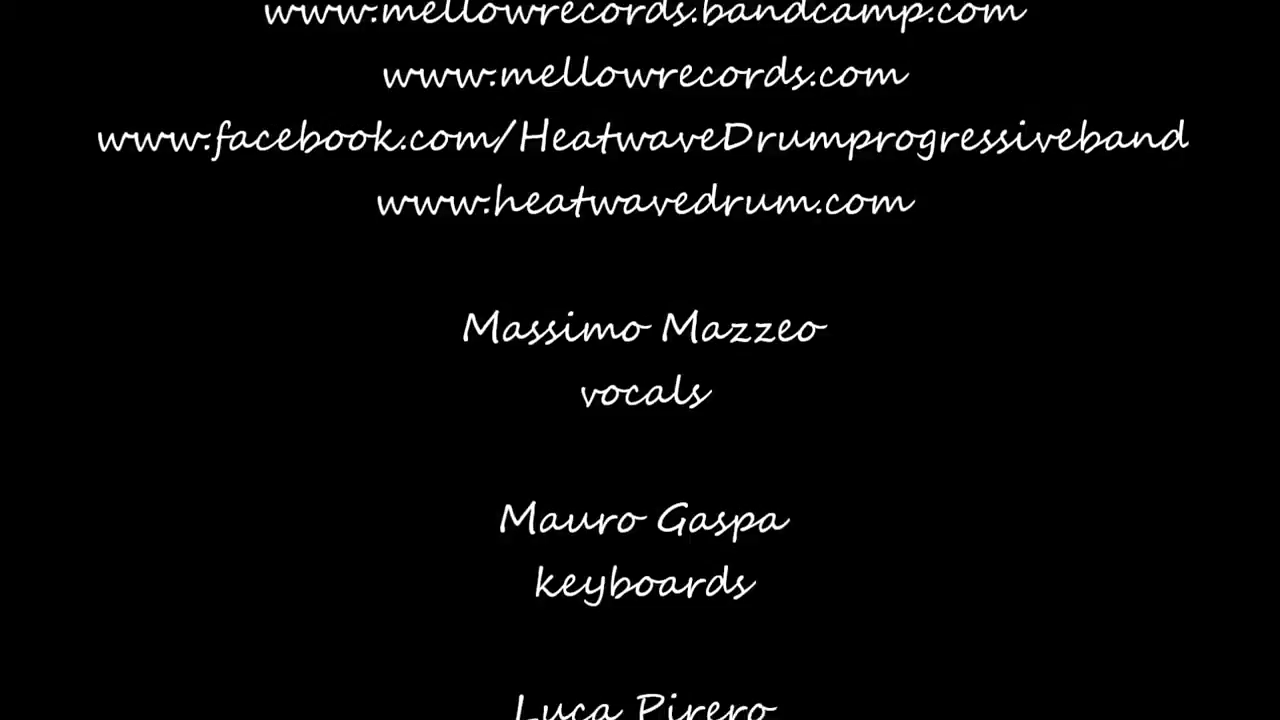 www.mellowrecords.bandcamp.com
www.mellowrecords.com
www.facebook.com/HeatwaveDrumprogressiveband
www.heatwavedrum.com
Massimo Mazzeo
vocals
Mauro Gaspa
keyboards
Luca Pirero